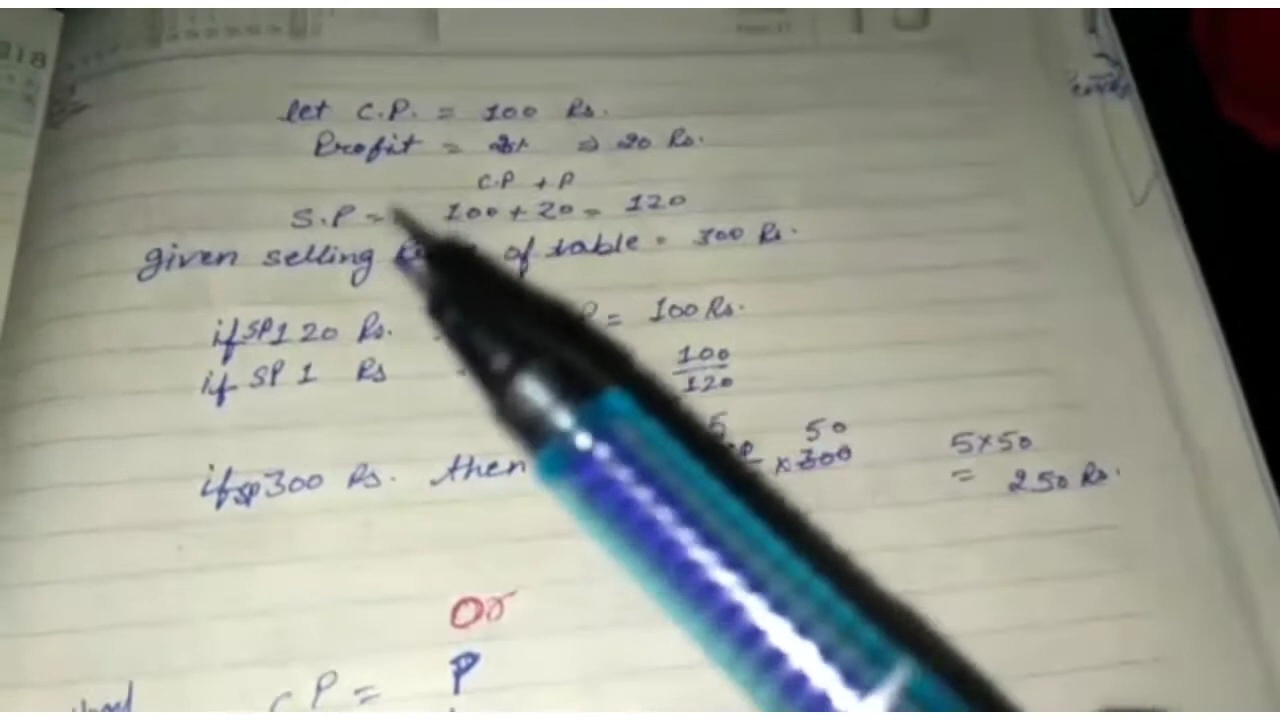 318
let C.P. = 100 Rs.
Profit = ⇒ 20 Rs.
C.P + P
S.P = 100 + 20 = 120
given selling of table = 300 Rs.
if SP 120 Rs. = 100 Rs.
if SP 1 Rs 100/120
if SP 300 Rs. then × 300
5 50
5×50
= 250 Rs.
Or
CP = P